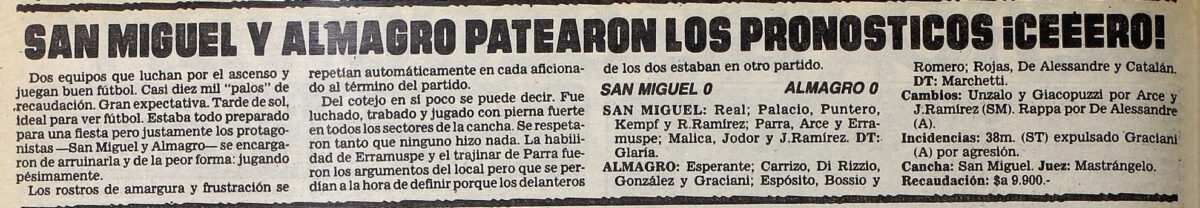 SAN MIGUEL Y ALMAGRO PATEARON LOS PRONOSTICOS ¡CEEERO!
Dos equipos que luchan por el ascenso y
juegan buen fútbol. Casi diez mil "palos" de
recaudación. Gran expectativa. Tarde de sol,
ideal para ver fútbol. Estaba todo preparado
para una fiesta pero justamente los protago-
nistas —San Miguel y Almagro— se encarga-
ron de arruinarla y de la peor forma: jugando
pésimamente.
Los rostros de amargura y frustración se
repetían automáticamente en cada aficiona-
do al término del partido.
Del cotejo en sí poco se puede decir. Fue
luchado, trabado y jugado con pierna fuerte
en todos los sectores de la cancha. Se respeta-
ron tanto que ninguno hizo nada. La habili-
dad de Erramuspe y el trajinar de Parra fue-
ron los argumentos del local pero que se per-
dían a la hora de definir porque los delanteros
de los dos estaban en otro partido.
SAN MIGUEL 0 ALMAGRO 0
SAN MIGUEL: Real; Palacio, Puntero,
Kempf y R.Ramírez; Parra, Arce y Erra-
muspe; Malica, Jodor y J.Ramírez. DT:
Glaría.
ALMAGRO: Esperante; Carrizo, Di Rizzio,
González y Graciani; Espósito, Bossio y
Romero; Rojas, De Alessandre y Catalán.
DT: Marchetti.
Cambios: Unzalo y Giacopuzzi por Arce y
J.Ramírez (SM). Rappa por De Alessandre
(A).
Incidencias: 38m. (ST) expulsado Graciani
(A) por agresión.
Cancha: San Miguel. Juez: Mastrángelo.
Recaudación: $a 9.900.-